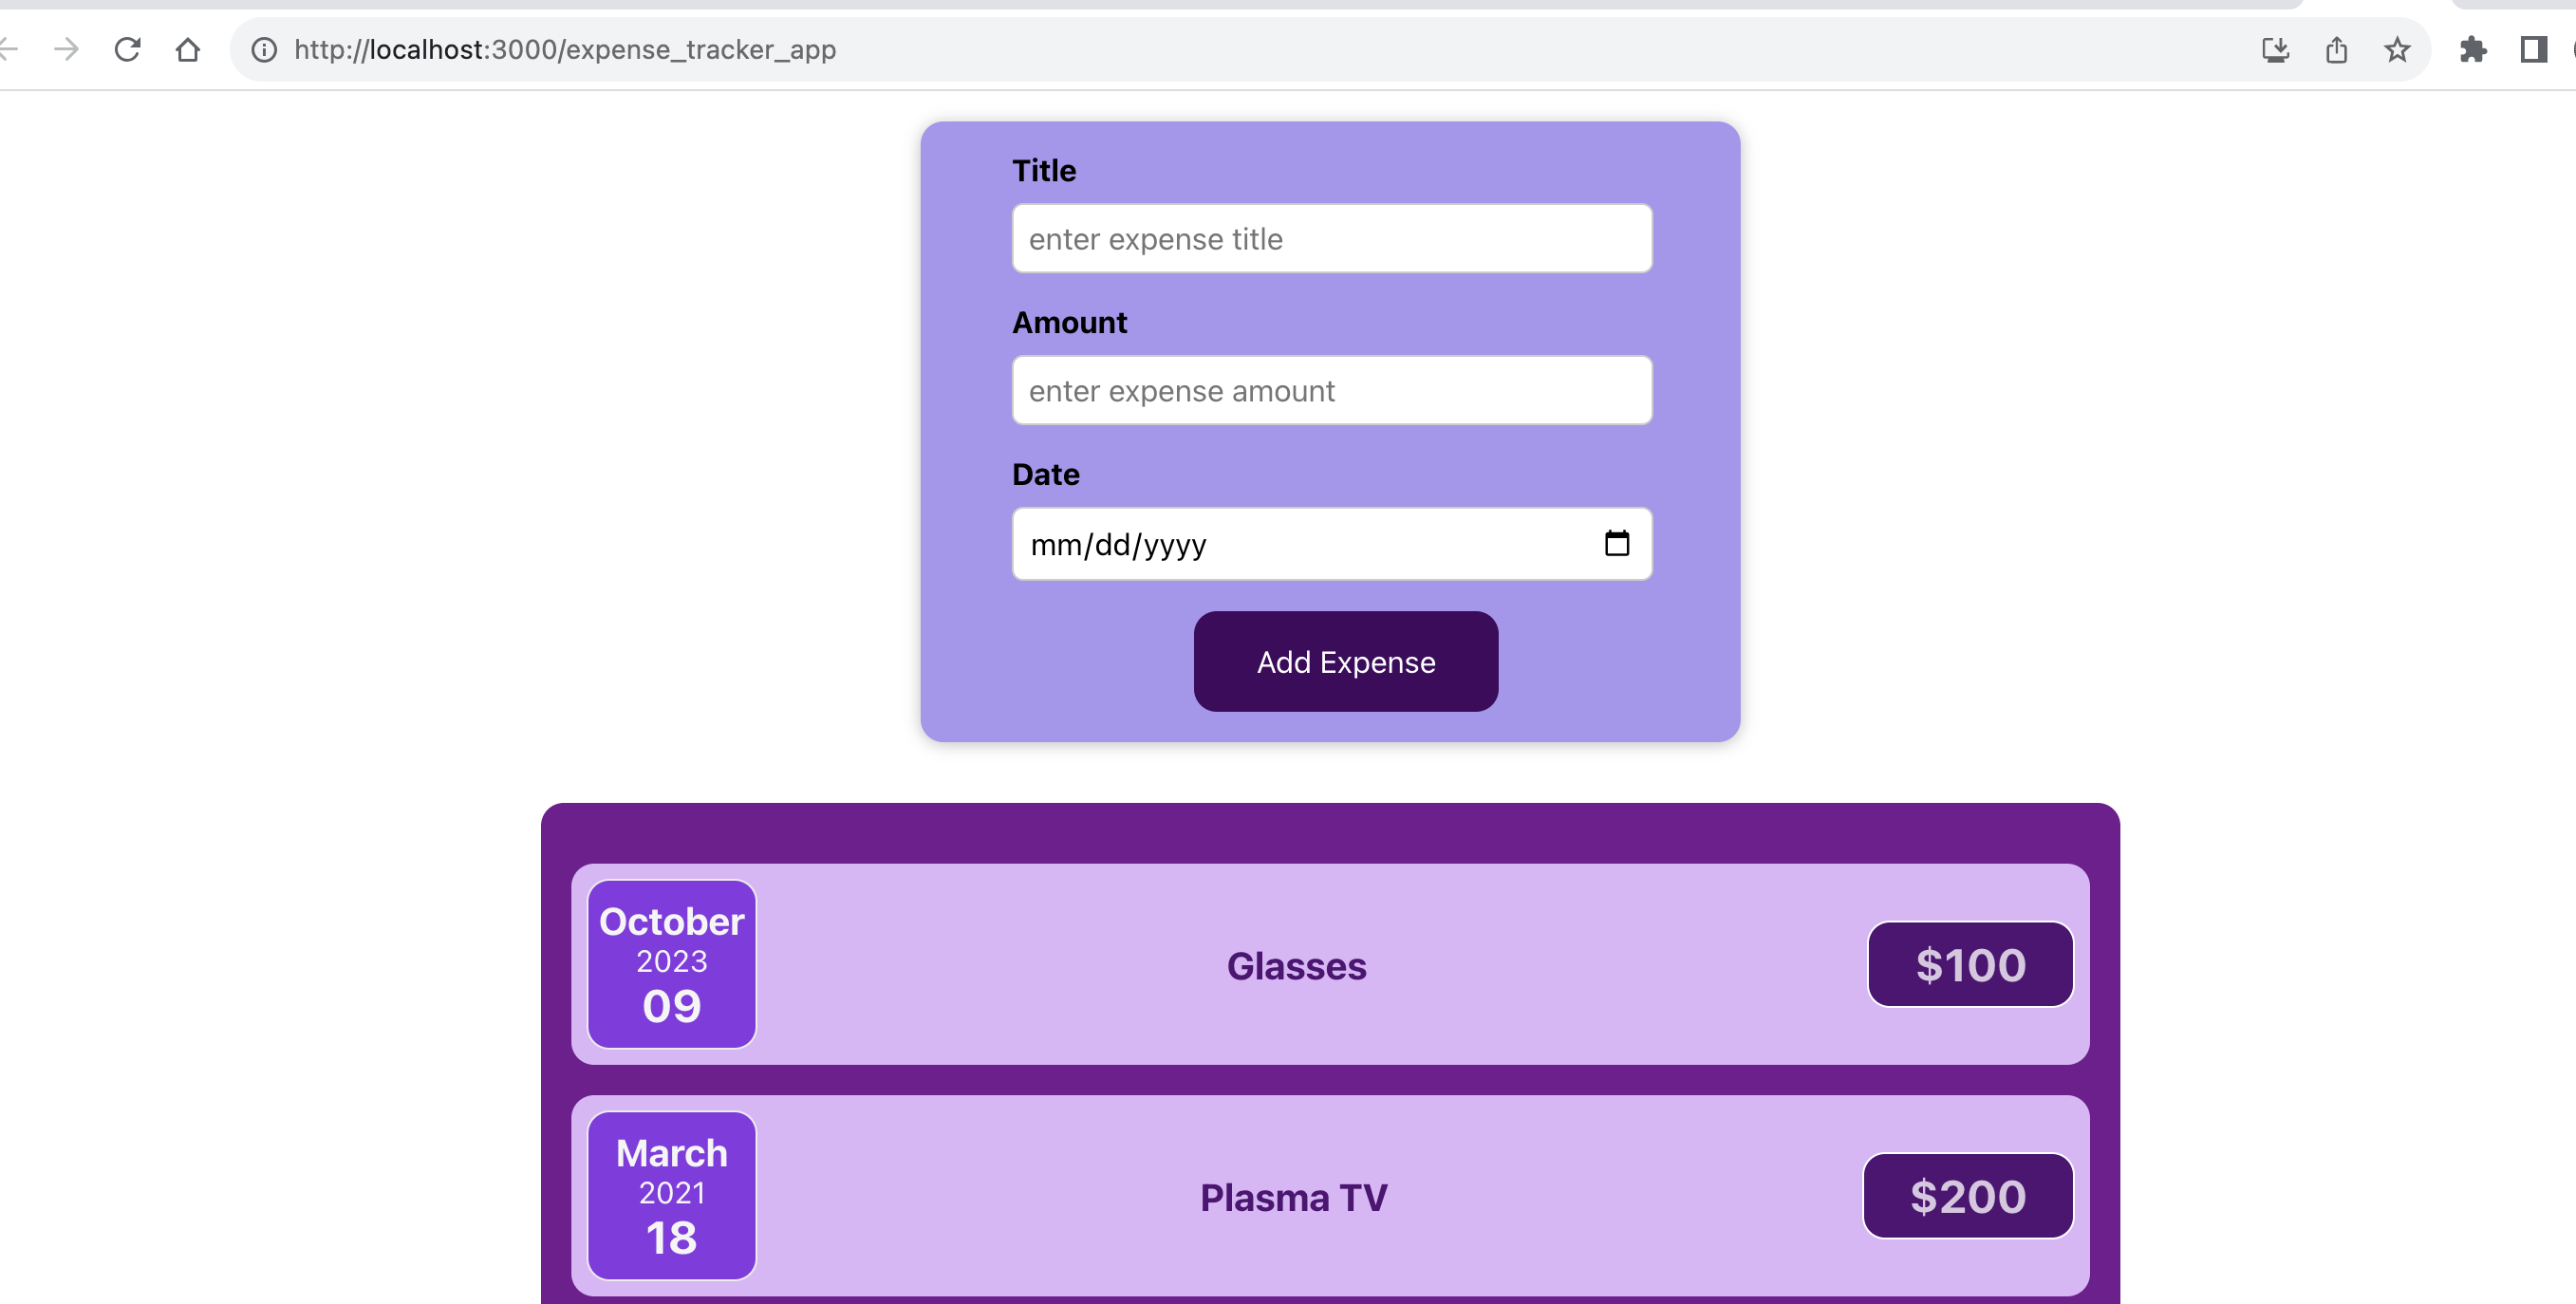 http://localhost:3000/expense_tracker_app
Title
enter expense title
Amount
enter expense amount
Date
mm/dd/yyyy
Add Expense
October
2023
09
Glasses
$100
March
2021
18
Plasma TV
$200